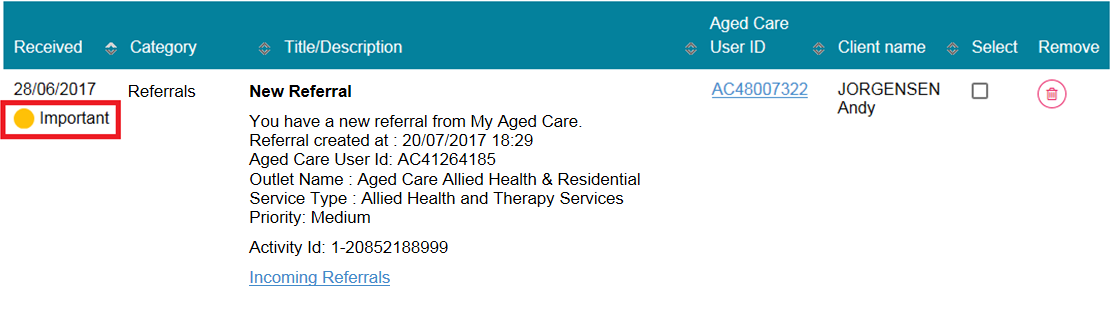 Received Category Title/Description Aged Care User ID Client name Select Remove
28/06/2017 Referrals New Referral AC48007322 JORGENSEN Andy
Important
You have a new referral from My Aged Care.
Referral created at : 20/07/2017 18:29
Aged Care User Id: AC41264185
Outlet Name : Aged Care Allied Health & Residential
Service Type : Allied Health and Therapy Services
Priority: Medium
Activity Id: 1-20852188999
Incoming Referrals